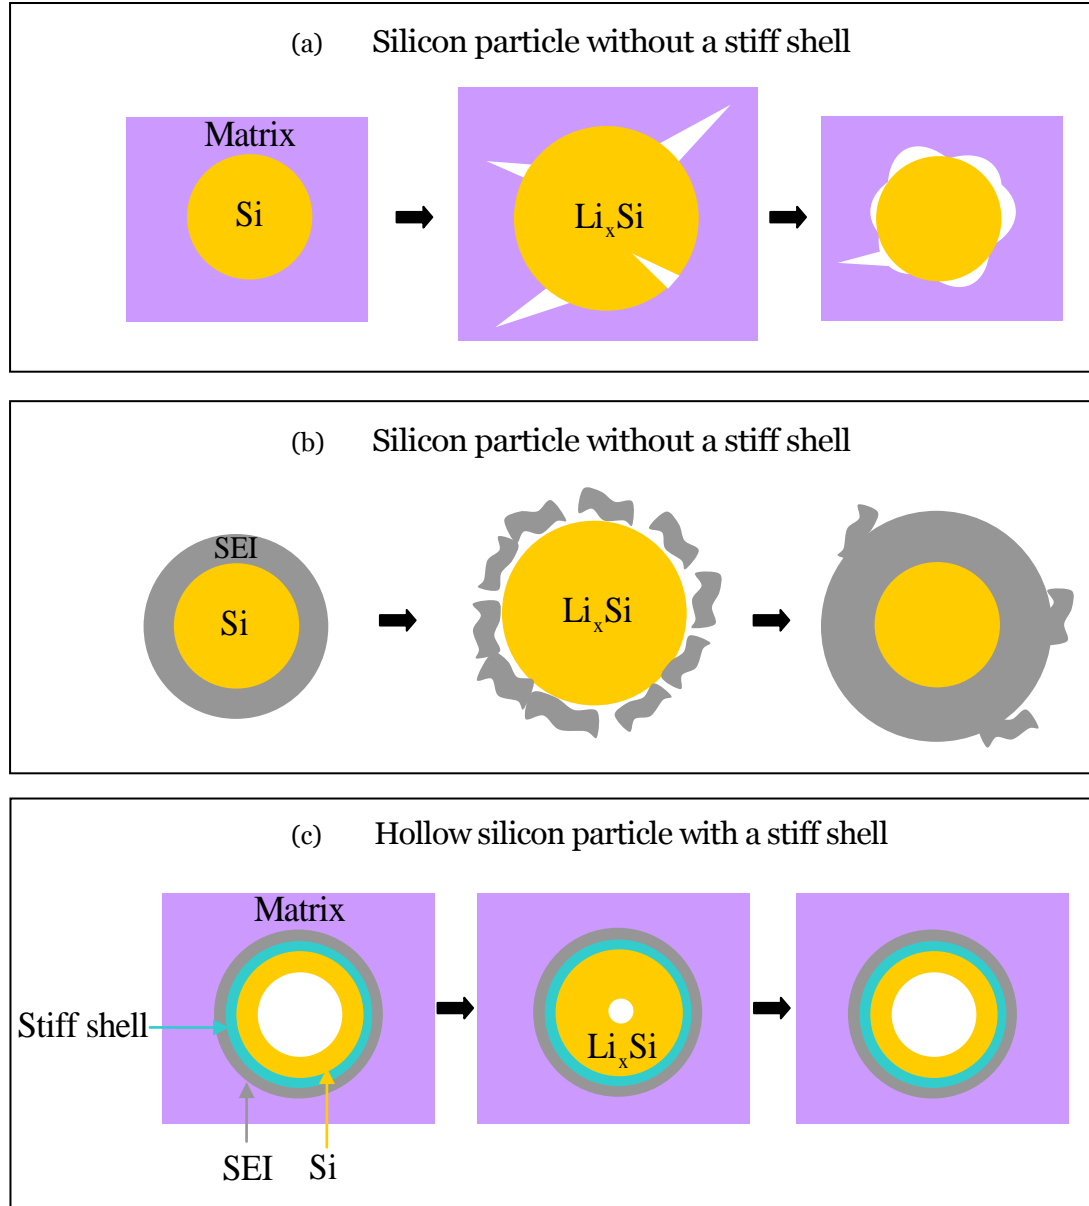 (a) Silicon particle without a stiff shell
Matrix
Si
LiₓSi
(b) Silicon particle without a stiff shell
SEI
Si
LiₓSi
(c) Hollow silicon particle with a stiff shell
Matrix
Stiff shell
LiₓSi
SEI
Si